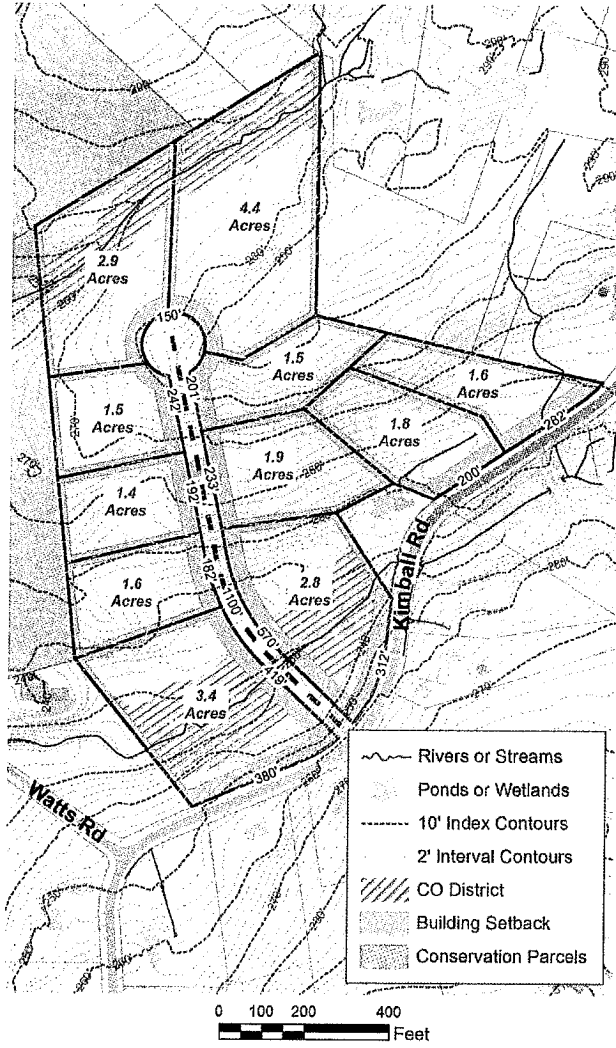 290'
4.4
Acres
2.9
Acres
150'
1.5
Acres
1.6
Acres
201'
242'
1.5
Acres
1.8
Acres
282'
270'
1.9
Acres
233'
200'
1.4
Acres
192'
Kimball Rd
1.6
Acres
182'
1100'
2.8
Acres
570'
312'
3.4
Acres
380'
Watts Rd
Rivers or Streams
Ponds or Wetlands
10' Index Contours
2' Interval Contours
CO District
Building Setback
Conservation Parcels
0 100 200 400
Feet